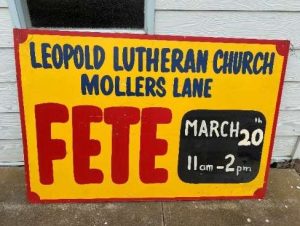 LEOPOLD LUTHERAN CHURCH
MOLLERS LANE
FETE
MARCH 20th
11am-2pm